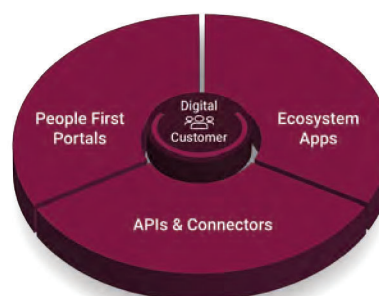 Digital
Customer
People First
Portals
Ecosystem
Apps
APIs & Connectors